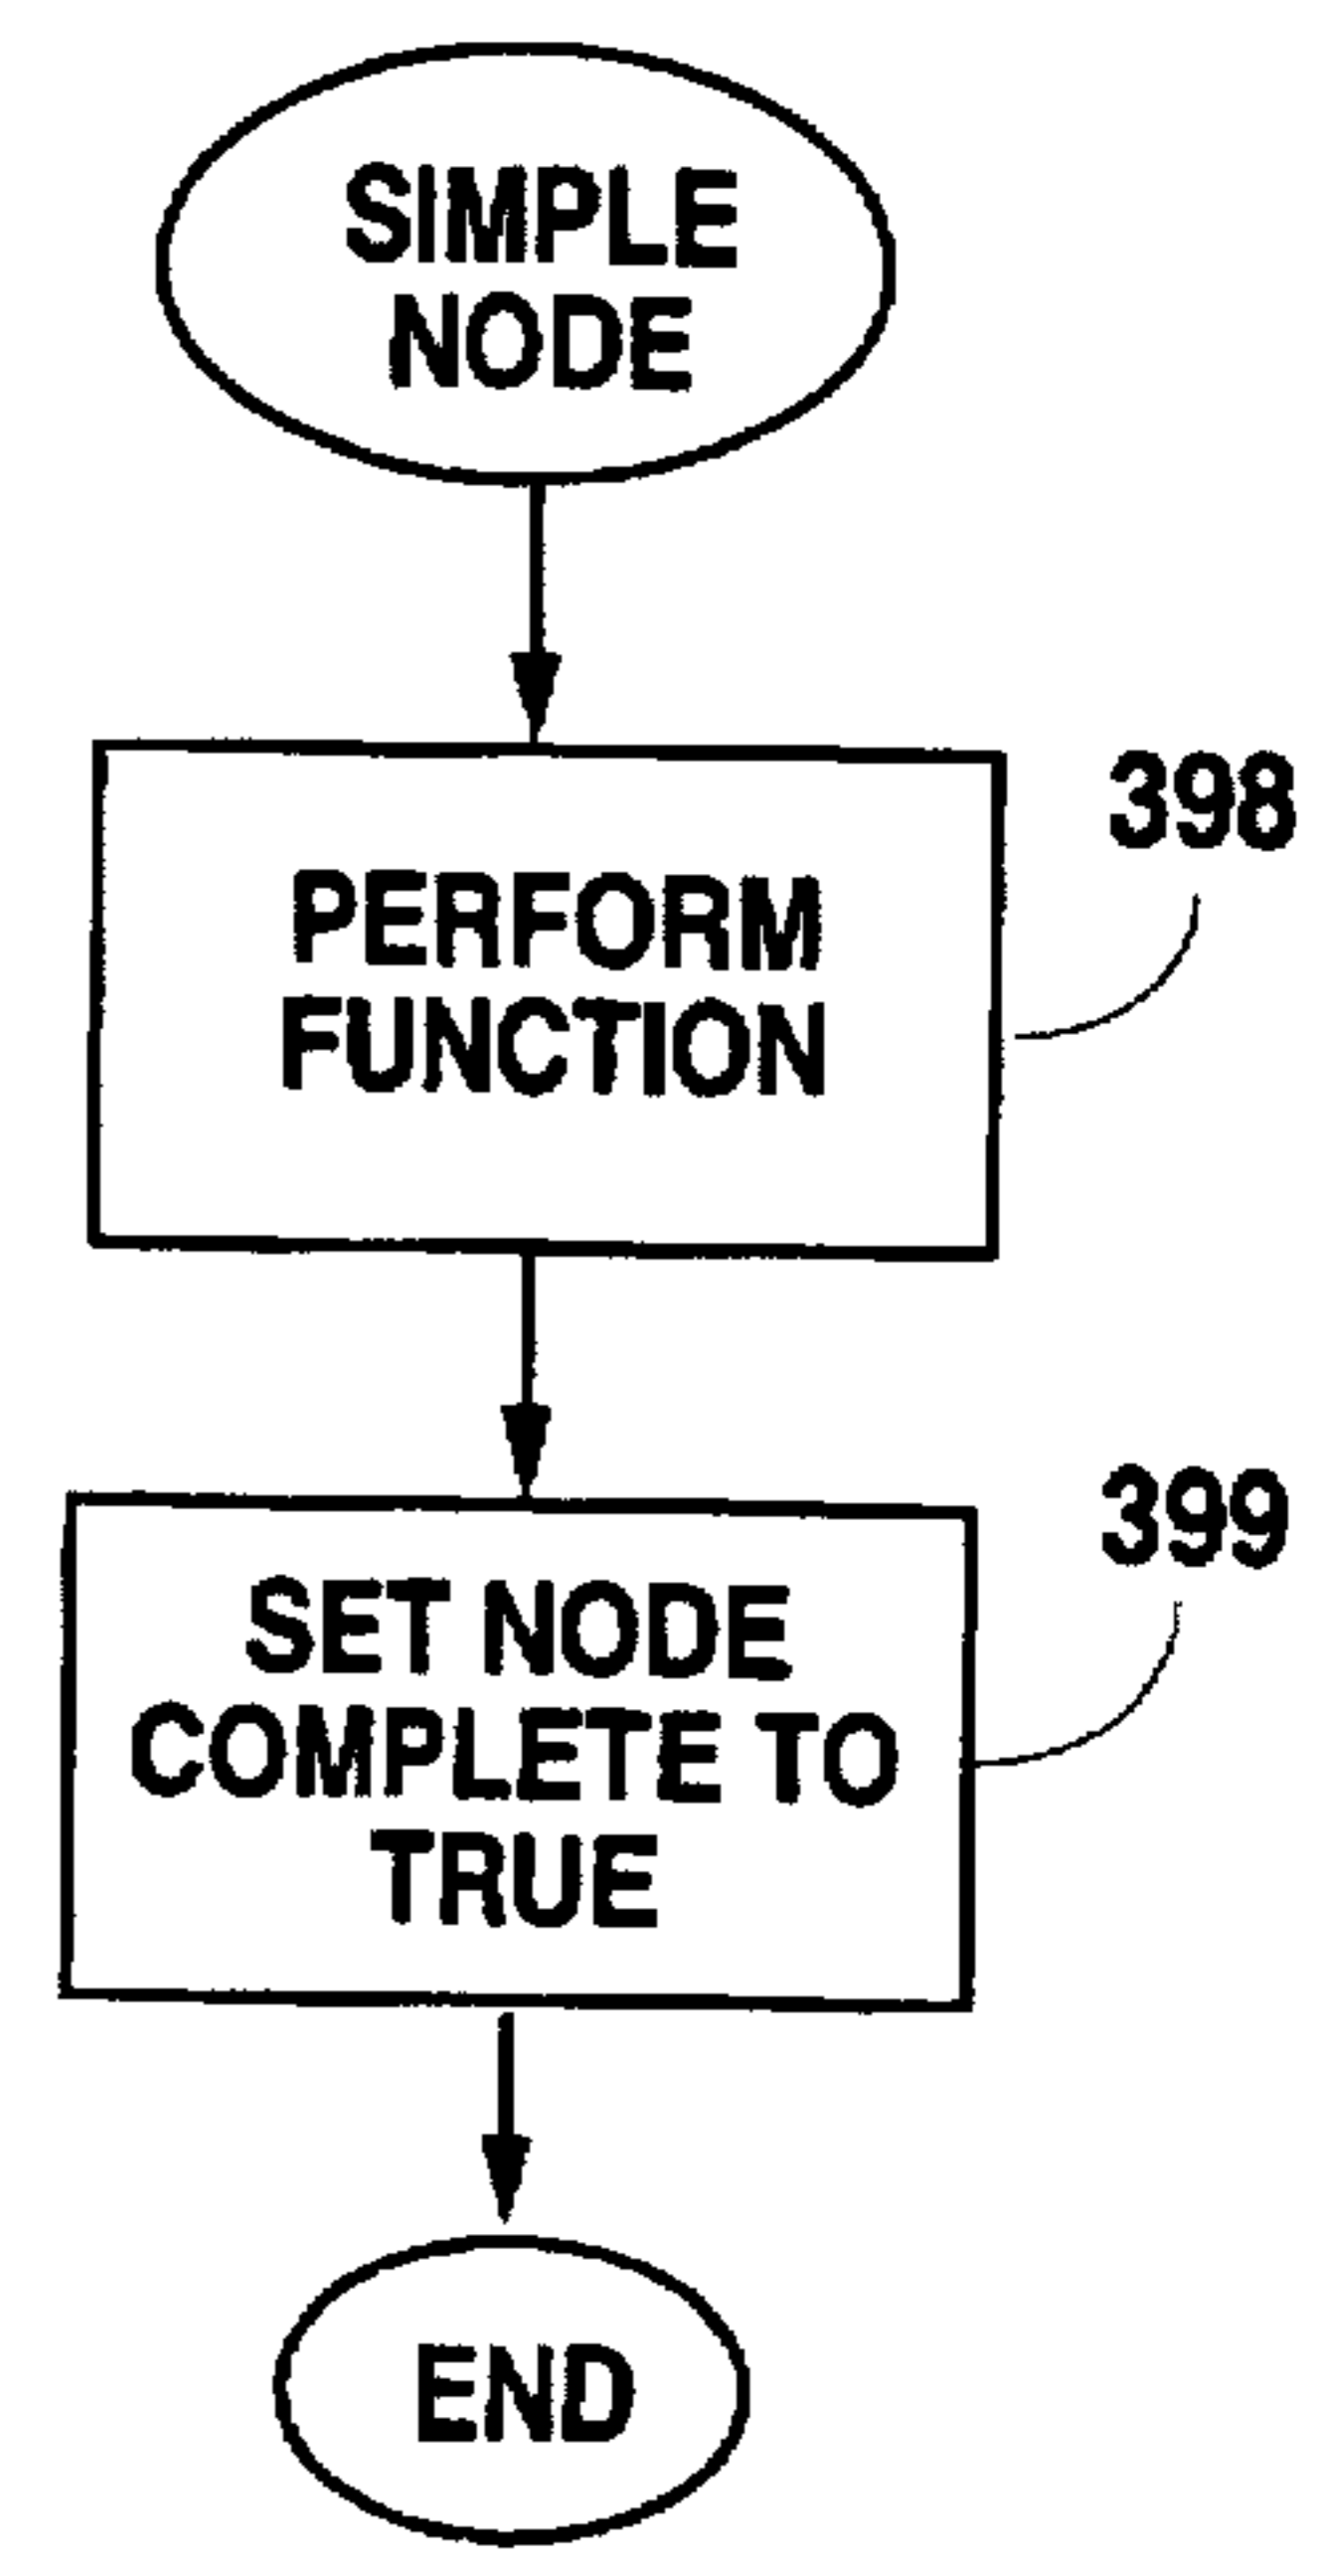 SIMPLE
NODE
398
PERFORM
FUNCTION
399
SET NODE
COMPLETE TO
TRUE
END